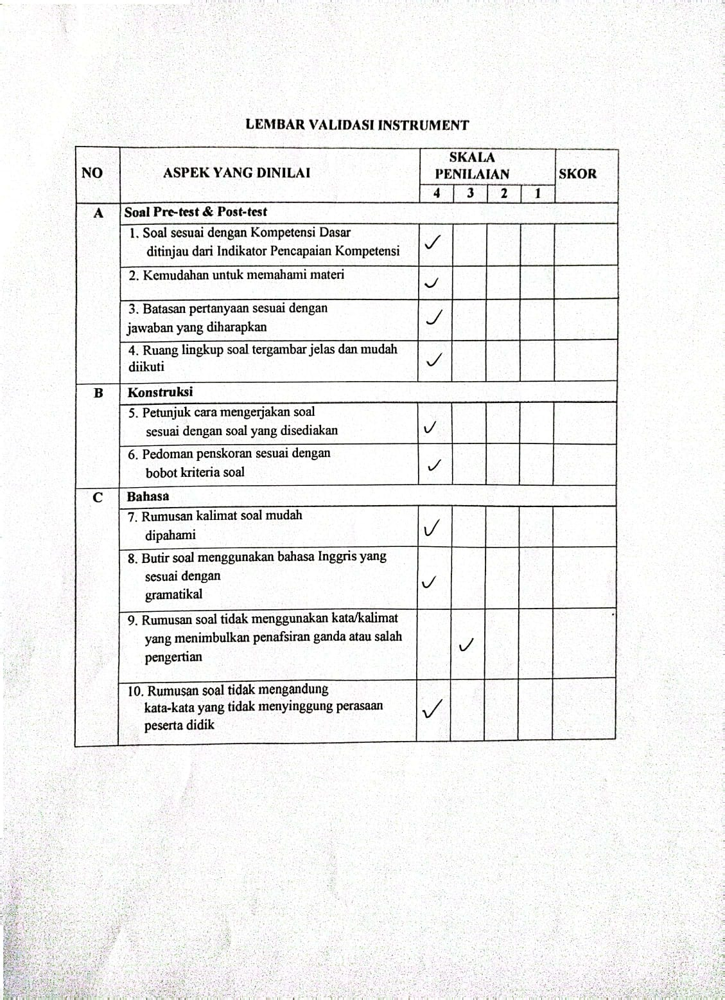 LEMBAR VALIDASI INSTRUMENT
NO ASPEK YANG DINILAI SKALA PENILAIAN SKOR
4 3 2 1
A Soal Pre-test & Post-test
1. Soal sesuai dengan Kompetensi Dasar
ditinjau dari Indikator Pencapaian Kompetensi ✓
2. Kemudahan untuk memahami materi ✓
3. Batasan pertanyaan sesuai dengan
jawaban yang diharapkan ✓
4. Ruang lingkup soal tergambar jelas dan mudah
diikuti ✓
B Konstruksi
5. Petunjuk cara mengerjakan soal
sesuai dengan soal yang disediakan ✓
6. Pedoman penskoran sesuai dengan
bobot kriteria soal ✓
C Bahasa
7. Rumusan kalimat soal mudah
dipahami ✓
8. Butir soal menggunakan bahasa Inggris yang
sesuai dengan
gramatikal ✓
9. Rumusan soal tidak menggunakan kata/kalimat
yang menimbulkan penafsiran ganda atau salah
pengertian ✓
10. Rumusan soal tidak mengandung
kata-kata yang tidak menyinggung perasaan
peserta didik ✓